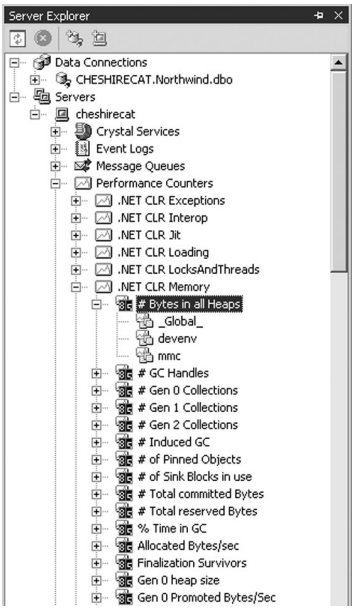 Server Explorer
Data Connections
CHESHIRECAT.Northwind.dbo
Servers
cheshirecat
Crystal Services
Event Logs
Message Queues
Performance Counters
.NET CLR Exceptions
.NET CLR Interop
.NET CLR Jit
.NET CLR Loading
.NET CLR LocksAndThreads
.NET CLR Memory
# Bytes in all Heaps
_Global_
devenv
mmc
# GC Handles
# Gen 0 Collections
# Gen 1 Collections
# Gen 2 Collections
# Induced GC
# of Pinned Objects
# of Sink Blocks in use
# Total committed Bytes
# Total reserved Bytes
% Time in GC
Allocated Bytes/sec
Finalization Survivors
Gen 0 heap size
Gen 0 Promoted Bytes/Sec